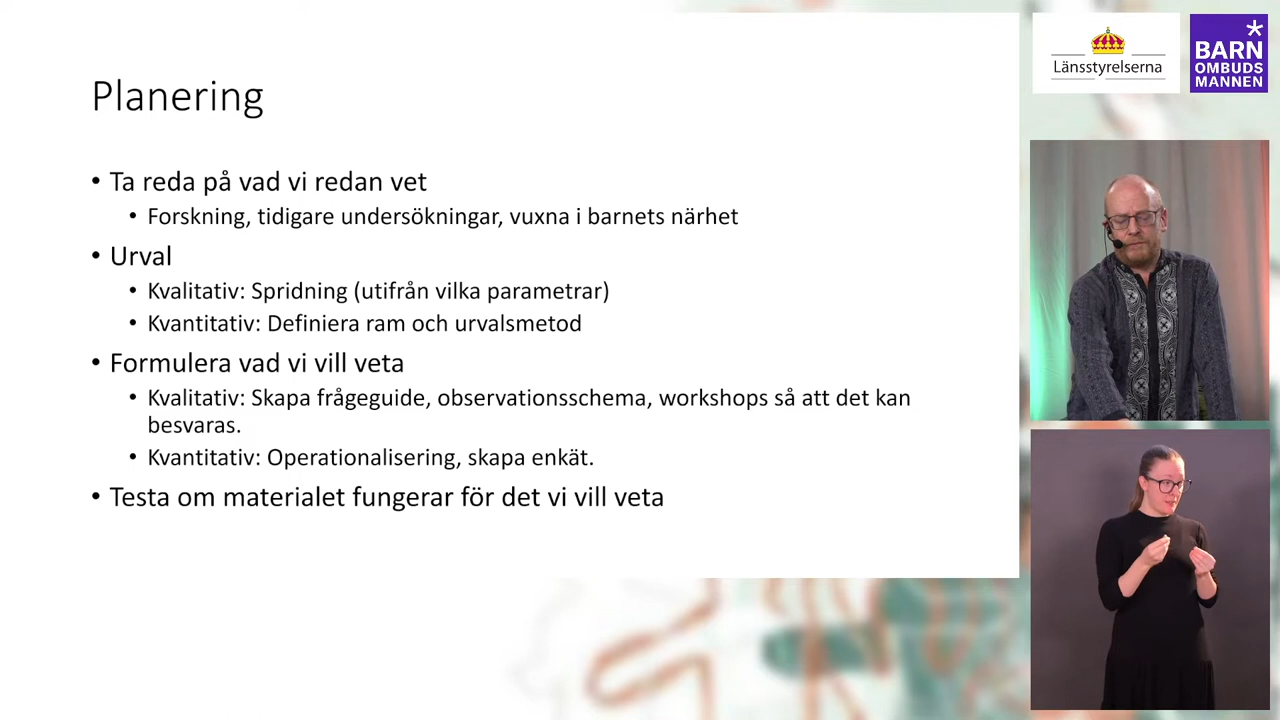 Planering
• Ta reda på vad vi redan vet
• Forskning, tidigare undersökningar, vuxna i barnets närhet
• Urval
• Kvalitativ: Spridning (utifrån vilka parametrar)
• Kvantitativ: Definiera ram och urvalsmetod
• Formulera vad vi vill veta
• Kvalitativ: Skapa frågeguide, observationsschema, workshops så att det kan
besvaras.
• Kvantitativ: Operationalisering, skapa enkät.
• Testa om materialet fungerar för det vi vill veta
Länsstyrelserna
BARN
OMBUDS
MANNEN